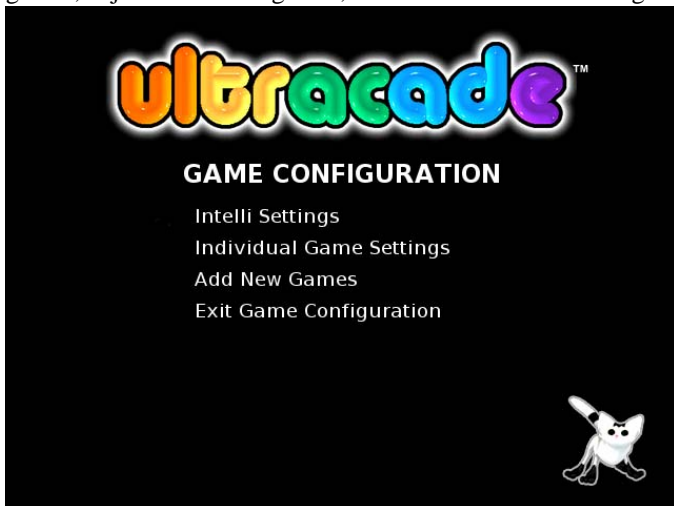 ultracade™
GAME CONFIGURATION
Intelli Settings
Individual Game Settings
Add New Games
Exit Game Configuration